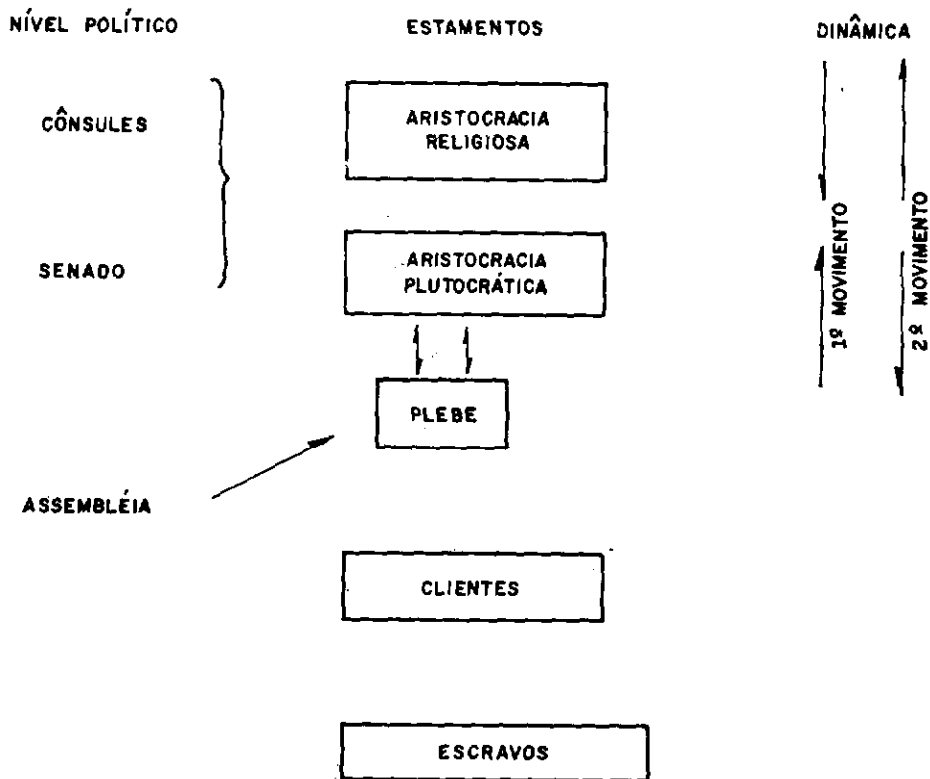 NÍVEL POLÍTICO
ESTAMENTOS
DINÂMICA
CÔNSULES
ARISTOCRACIA
RELIGIOSA
SENADO
ARISTOCRACIA
PLUTOCRÁTICA
1º MOVIMENTO
2º MOVIMENTO
PLEBE
ASSEMBLÉIA
CLIENTES
ESCRAVOS